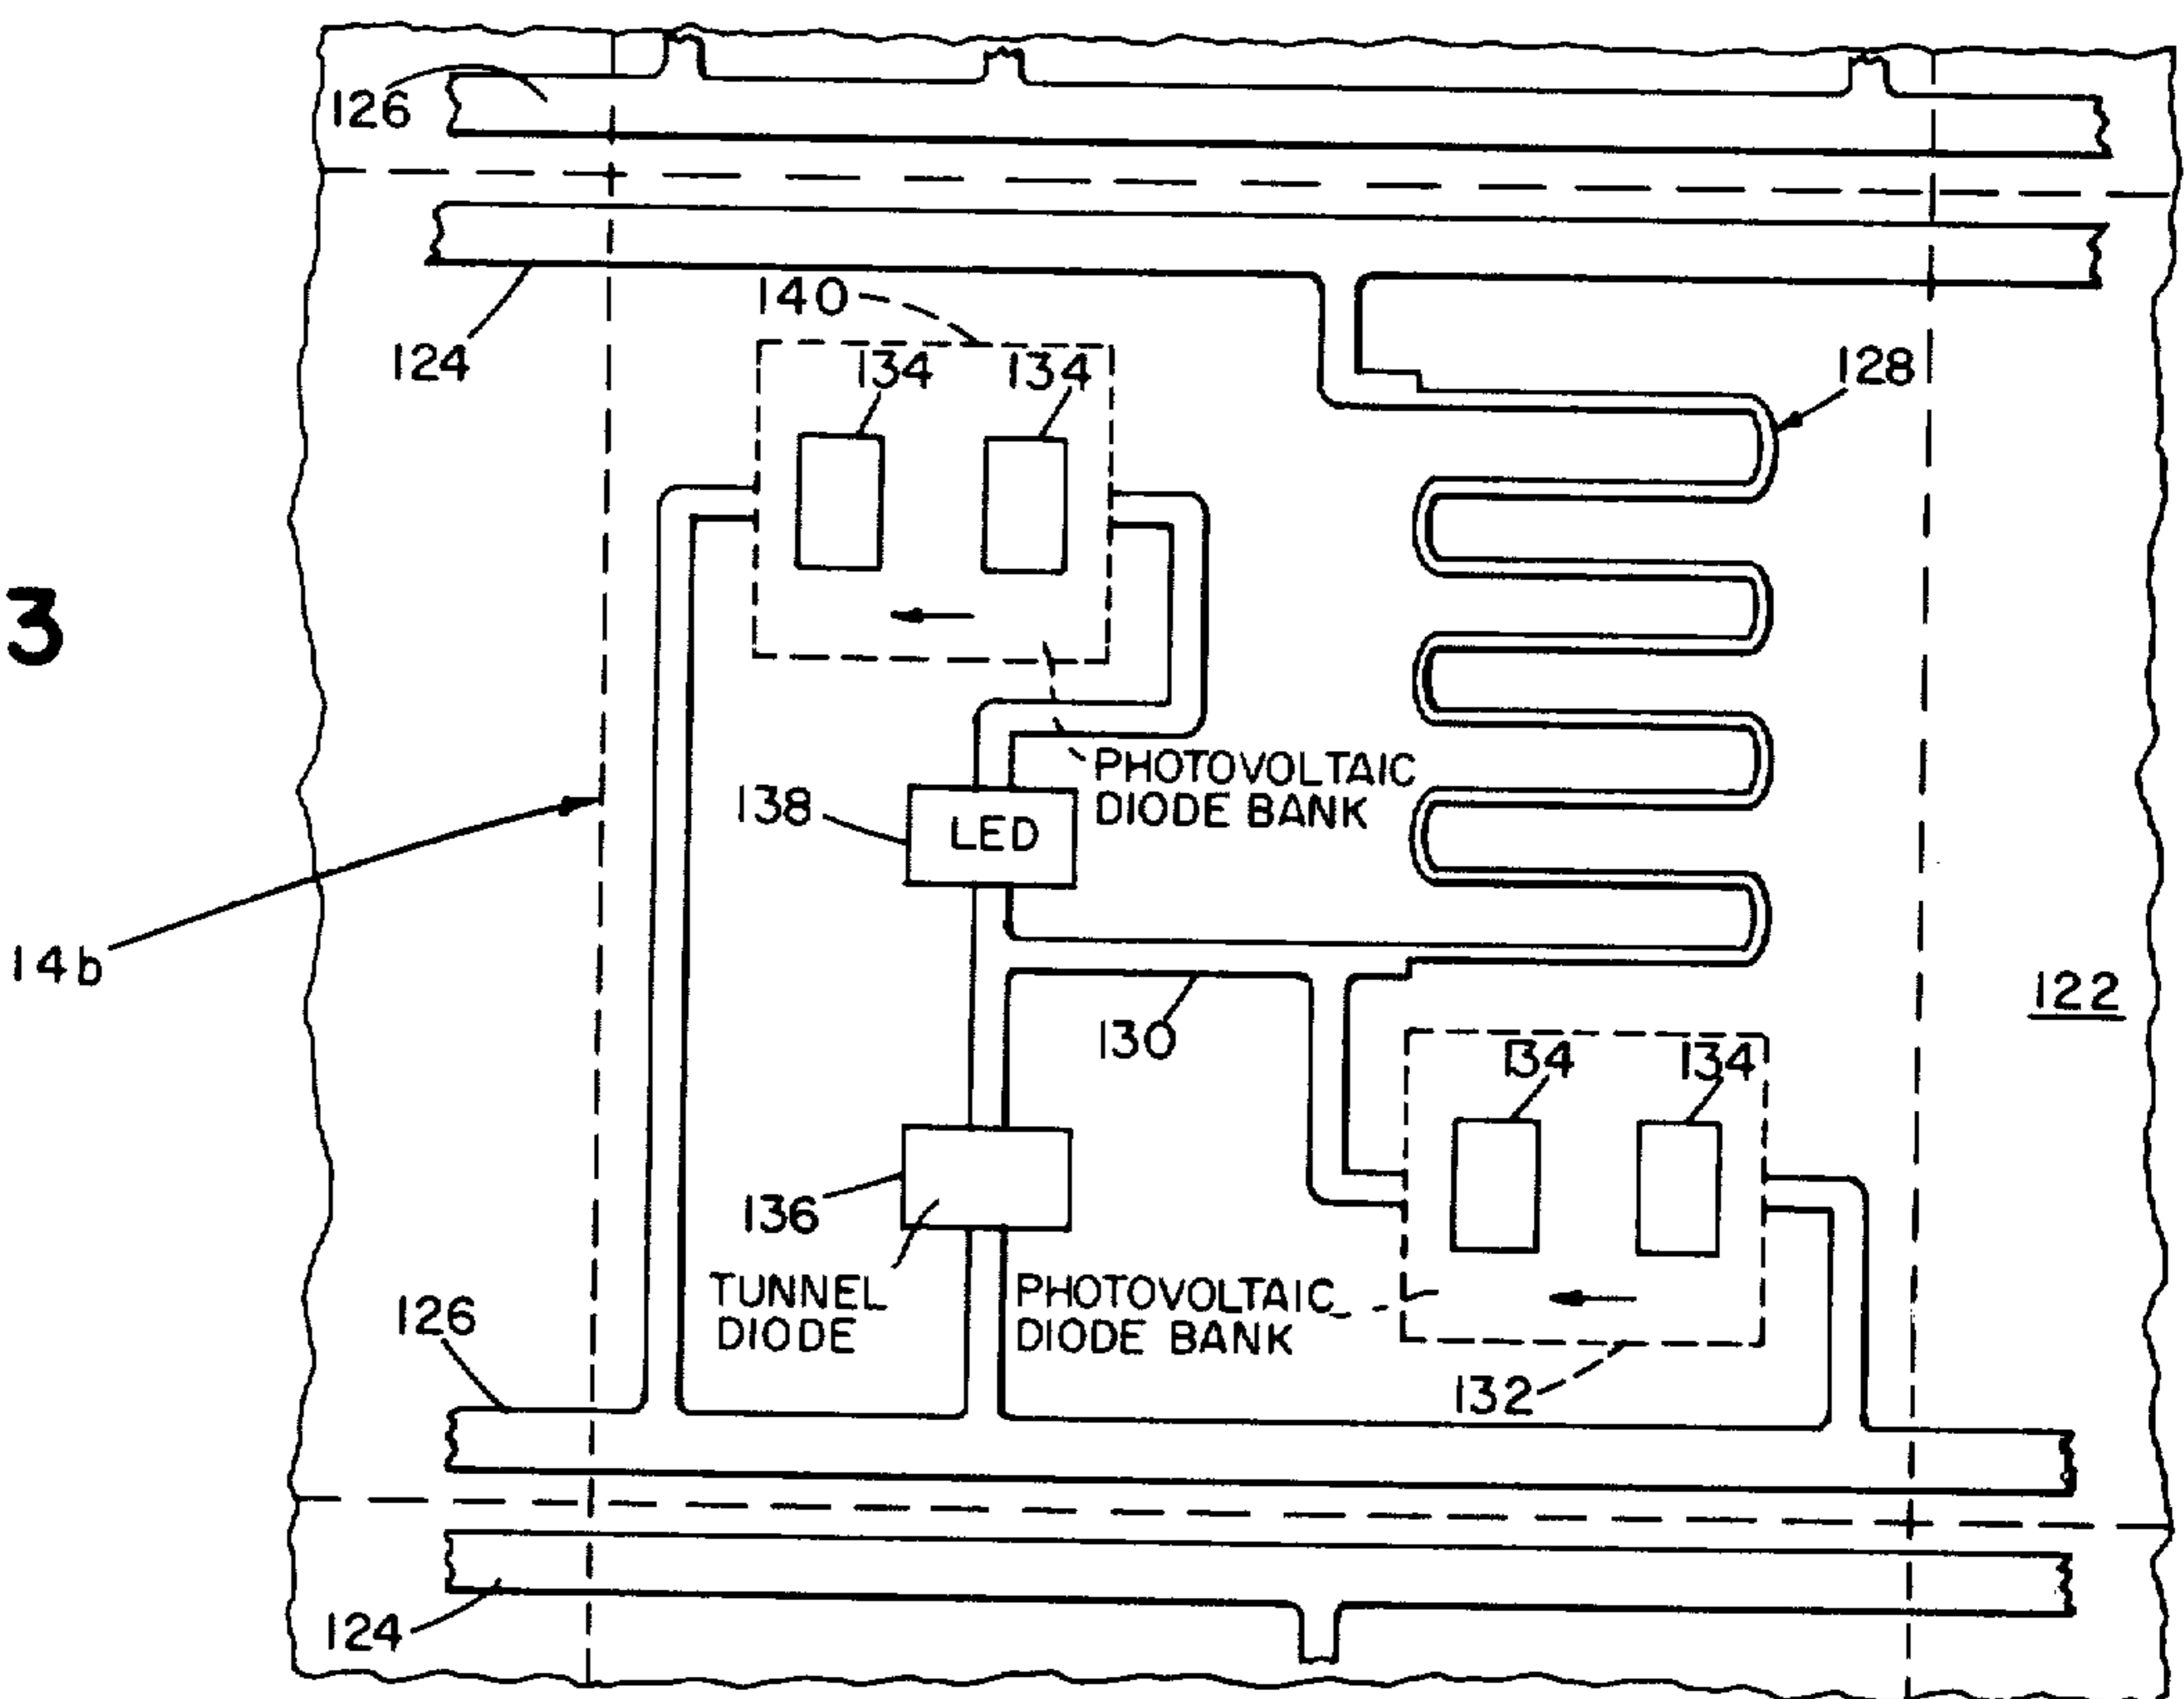 126
140
124
134
134
128
3
PHOTOVOLTAIC
DIODE BANK
138
LED
14b
122
130
134
134
136
TUNNEL
DIODE
PHOTOVOLTAIC
DIODE BANK
126
132
124